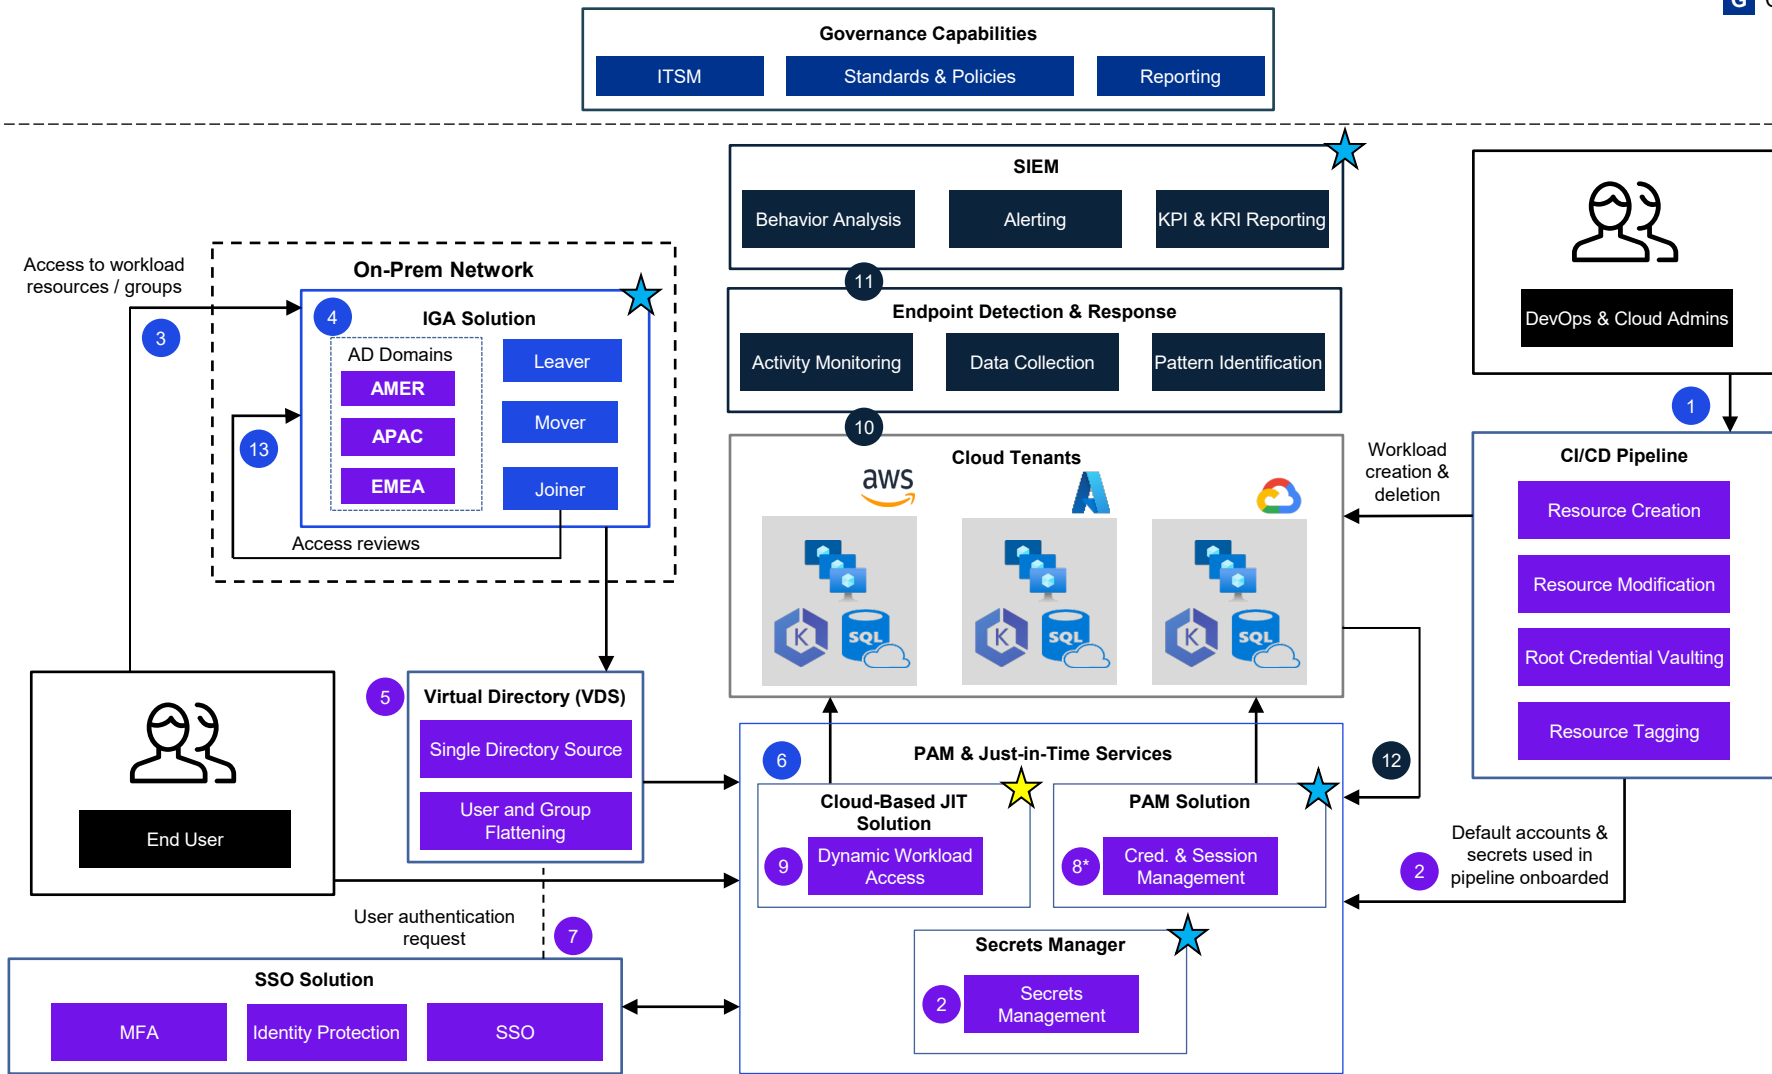 G
Governance Capabilities
ITSM
Standards & Policies
Reporting
SIEM
Behavior Analysis
Alerting
KPI & KRI Reporting
11
Endpoint Detection & Response
Activity Monitoring
Data Collection
Pattern Identification
10
DevOps & Cloud Admins
1
Access to workload
resources / groups
3
On-Prem Network
4
IGA Solution
AD Domains
AMER
APAC
EMEA
Leaver
Mover
Joiner
13
Access reviews
Cloud Tenants
aws
K
SQL
K
SQL
K
SQL
Workload
creation &
deletion
CI/CD Pipeline
Resource Creation
Resource Modification
Root Credential Vaulting
Resource Tagging
End User
5
Virtual Directory (VDS)
Single Directory Source
User and Group
Flattening
6
PAM & Just-in-Time Services
Cloud-Based JIT
Solution
9
Dynamic Workload
Access
PAM Solution
8*
Cred. & Session
Management
12
Default accounts &
secrets used in
pipeline onboarded
2
Secrets Manager
2
Secrets
Management
User authentication
request
7
SSO Solution
MFA
Identity Protection
SSO